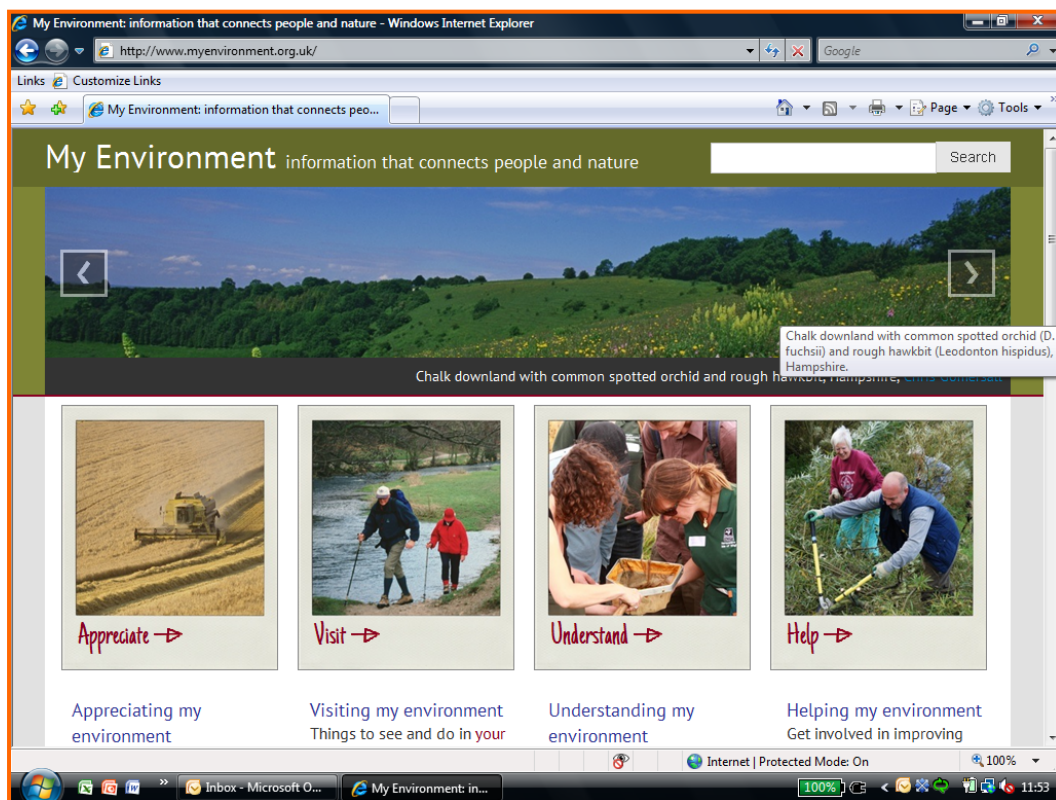 My Environment: information that connects people and nature - Windows Internet Explorer
http://www.myenvironment.org.uk/
Google
Links Customize Links
My Environment: information that connects peo...
Page Tools
My Environment information that connects people and nature
Search
Chalk downland with common spotted orchid (D. fuchsii) and rough hawkbit (Leodonton hispidus), Hampshire.
Chalk downland with common spotted orchid and rough hawkbit, Hampshire, Chris Gomersall
Appreciate
Visit
Understand
Help
Appreciating my
environment
Visiting my environment
Things to see and do in your
Understanding my
environment
Helping my environment
Get involved in improving
Internet | Protected Mode: On
100%
Inbox - Microsoft O...
My Environment: in...
100%
11:53